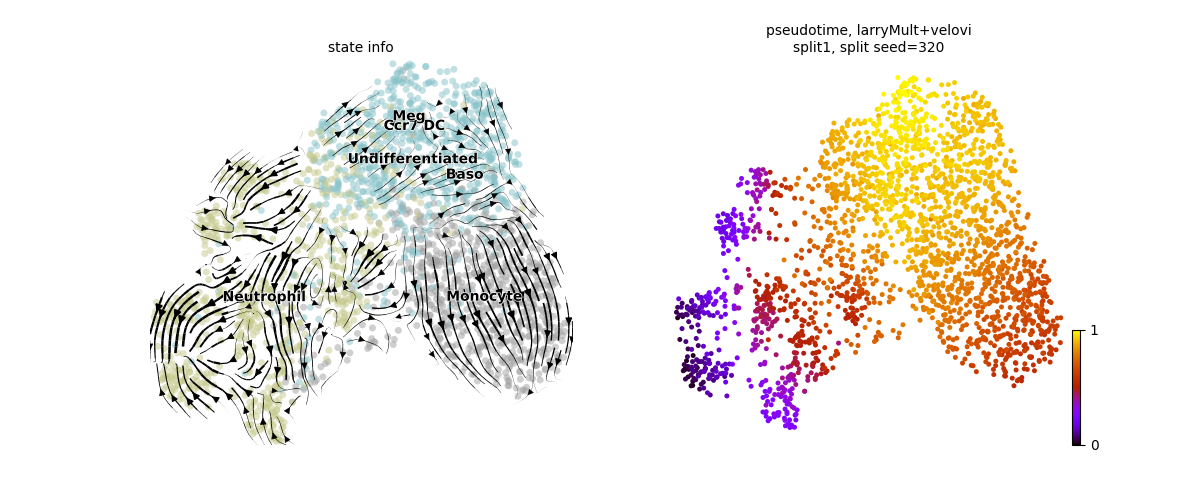 state info
Meg
Ccr7 DC
Undifferentiated
Baso
Neutrophil
Monocyte
pseudotime, larryMult+velovi
split1, split seed=320
1
0